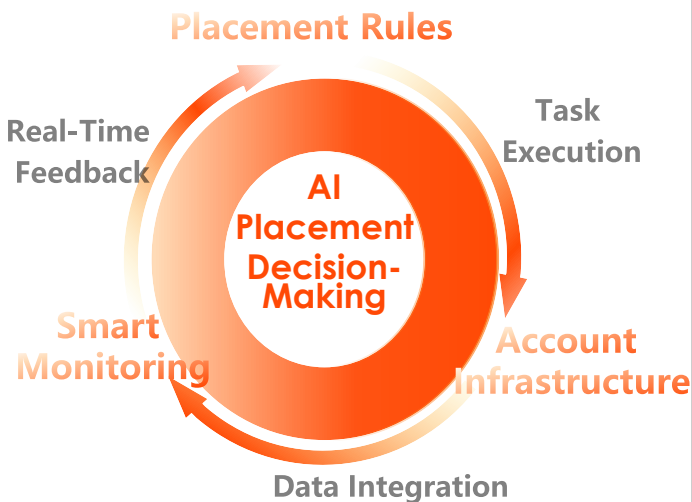 Placement Rules
Task
Execution
Real-Time
Feedback
AI
Placement
Decision-
Making
Smart
Monitoring
Account
Infrastructure
Data Integration